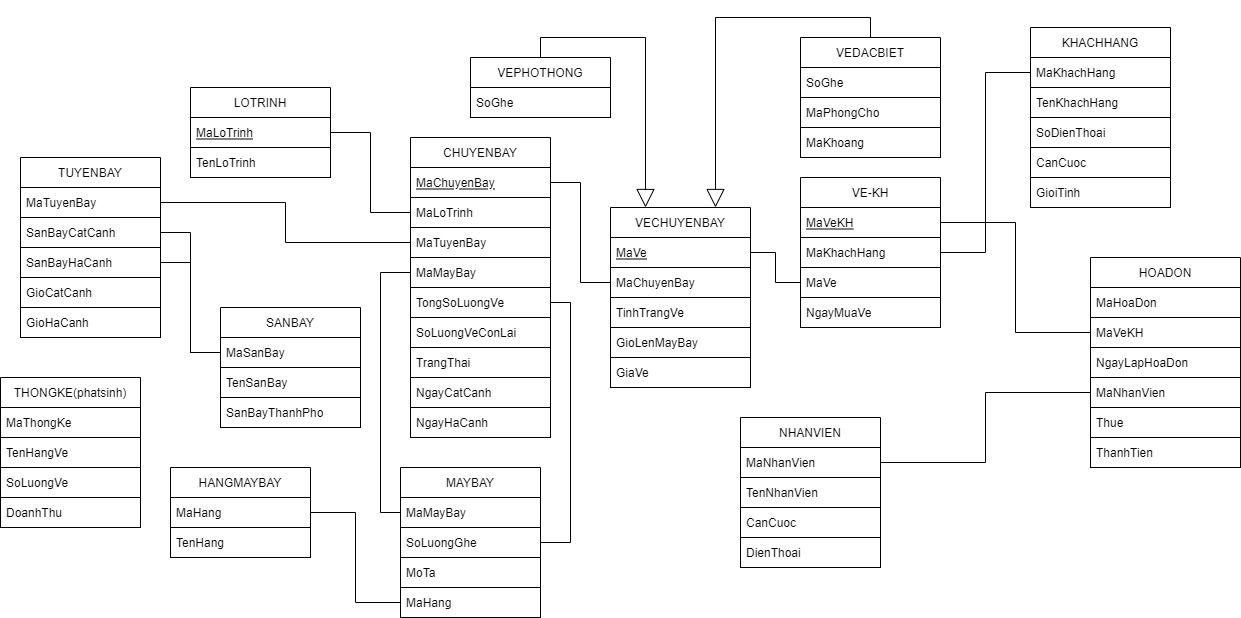 VEPHOTHONG
SoGhe
VEDACBIET
SoGhe
MaPhongCho
MaKhoang
KHACHHANG
MaKhachHang
TenKhachHang
SoDienThoai
CanCuoc
GioiTinh
LOTRINH
MaLoTrinh
TenLoTrinh
TUYENBAY
MaTuyenBay
SanBayCatCanh
SanBayHaCanh
GioCatCanh
GioHaCanh
CHUYENBAY
MaChuyenBay
MaLoTrinh
MaTuyenBay
MaMayBay
TongSoLuongVe
SoLuongVeConLai
TrangThai
NgayCatCanh
NgayHaCanh
VECHUYENBAY
MaVe
MaChuyenBay
TinhTrangVe
GioLenMayBay
GiaVe
VE-KH
MaVeKH
MaKhachHang
MaVe
NgayMuaVe
HOADON
MaHoaDon
MaVeKH
NgayLapHoaDon
MaNhanVien
Thue
ThanhTien
SANBAY
MaSanBay
TenSanBay
SanBayThanhPho
THONGKE(phatsinh)
MaThongKe
TenHangVe
SoLuongVe
DoanhThu
HANGMAYBAY
MaHang
TenHang
MAYBAY
MaMayBay
SoLuongGhe
MoTa
MaHang
NHANVIEN
MaNhanVien
TenNhanVien
CanCuoc
DienThoai